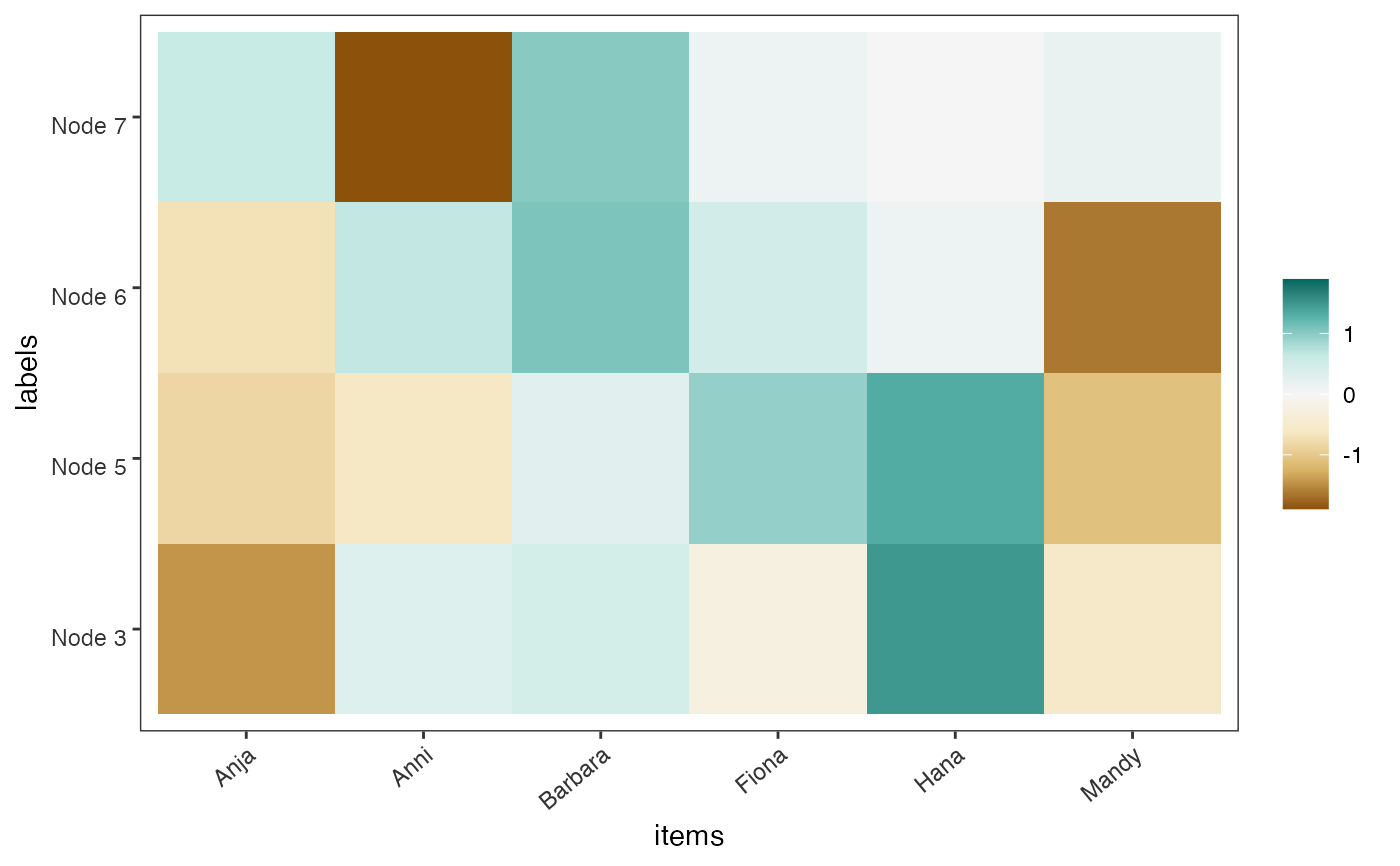 Node 7
Node 6
Node 5
Node 3
labels
Anja
Anni
Barbara
Fiona
Hana
Mandy
items
1
0
-1